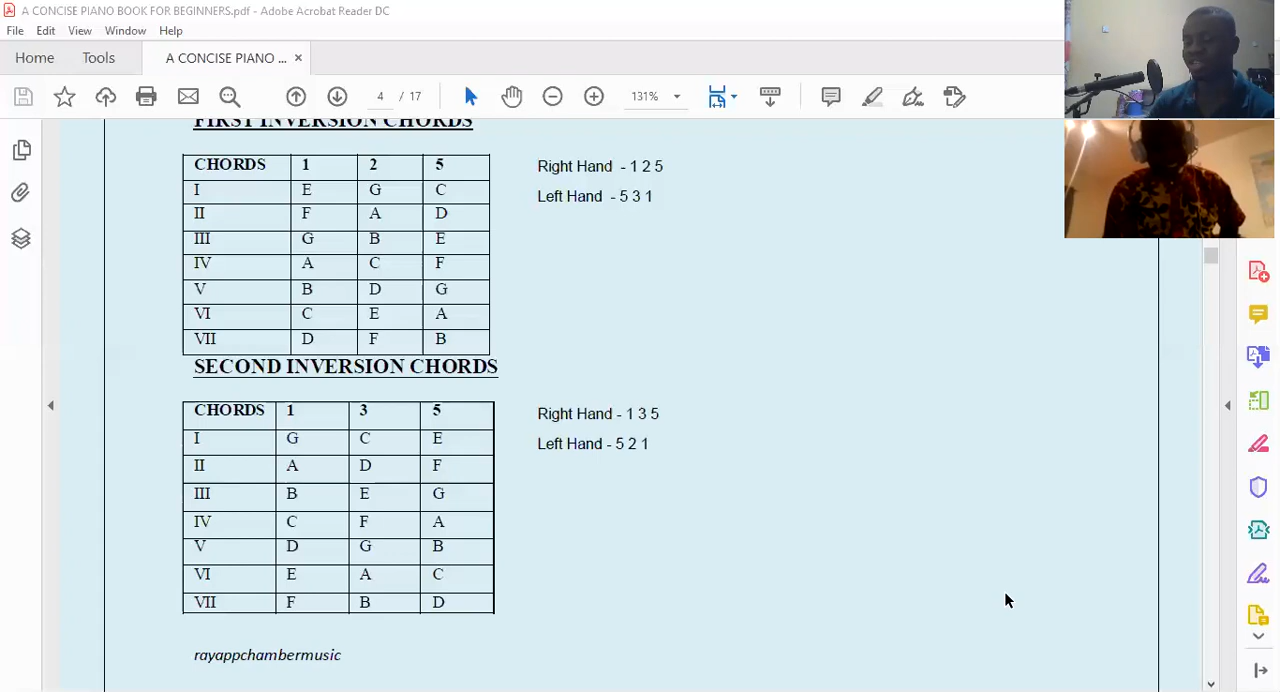 A CONCISE PIANO BOOK FOR BEGINNERS.pdf - Adobe Acrobat Reader DC
File Edit View Window Help
Home Tools A CONCISE PIANO ... ×
4 / 17 131%
FIRST INVERSION CHORDS
CHORDS 1 2 5
I E G C
II F A D
III G B E
IV A C F
V B D G
VI C E A
VII D F B
Right Hand - 1 2 5
Left Hand - 5 3 1
SECOND INVERSION CHORDS
CHORDS 1 3 5
I G C E
II A D F
III B E G
IV C F A
V D G B
VI E A C
VII F B D
Right Hand - 1 3 5
Left Hand - 5 2 1
rayappchambermusic